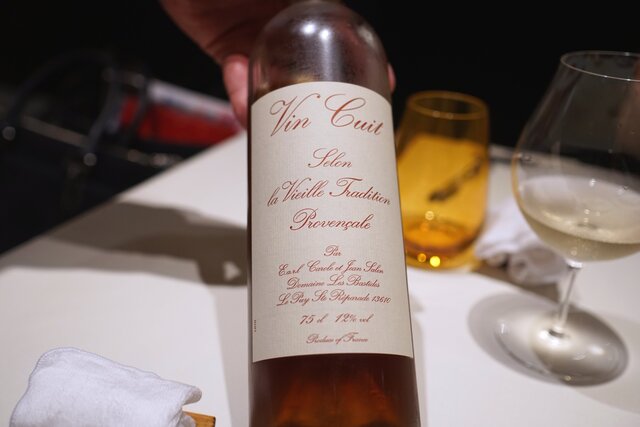 Vin Cuit
Selon
la Vieille Tradition
Provençale
Par
Earl Carole et Jean Salen
Domaine Les Bastides
Le Puy Ste Réparade 13610
75 cl 12% vol
Produce of France